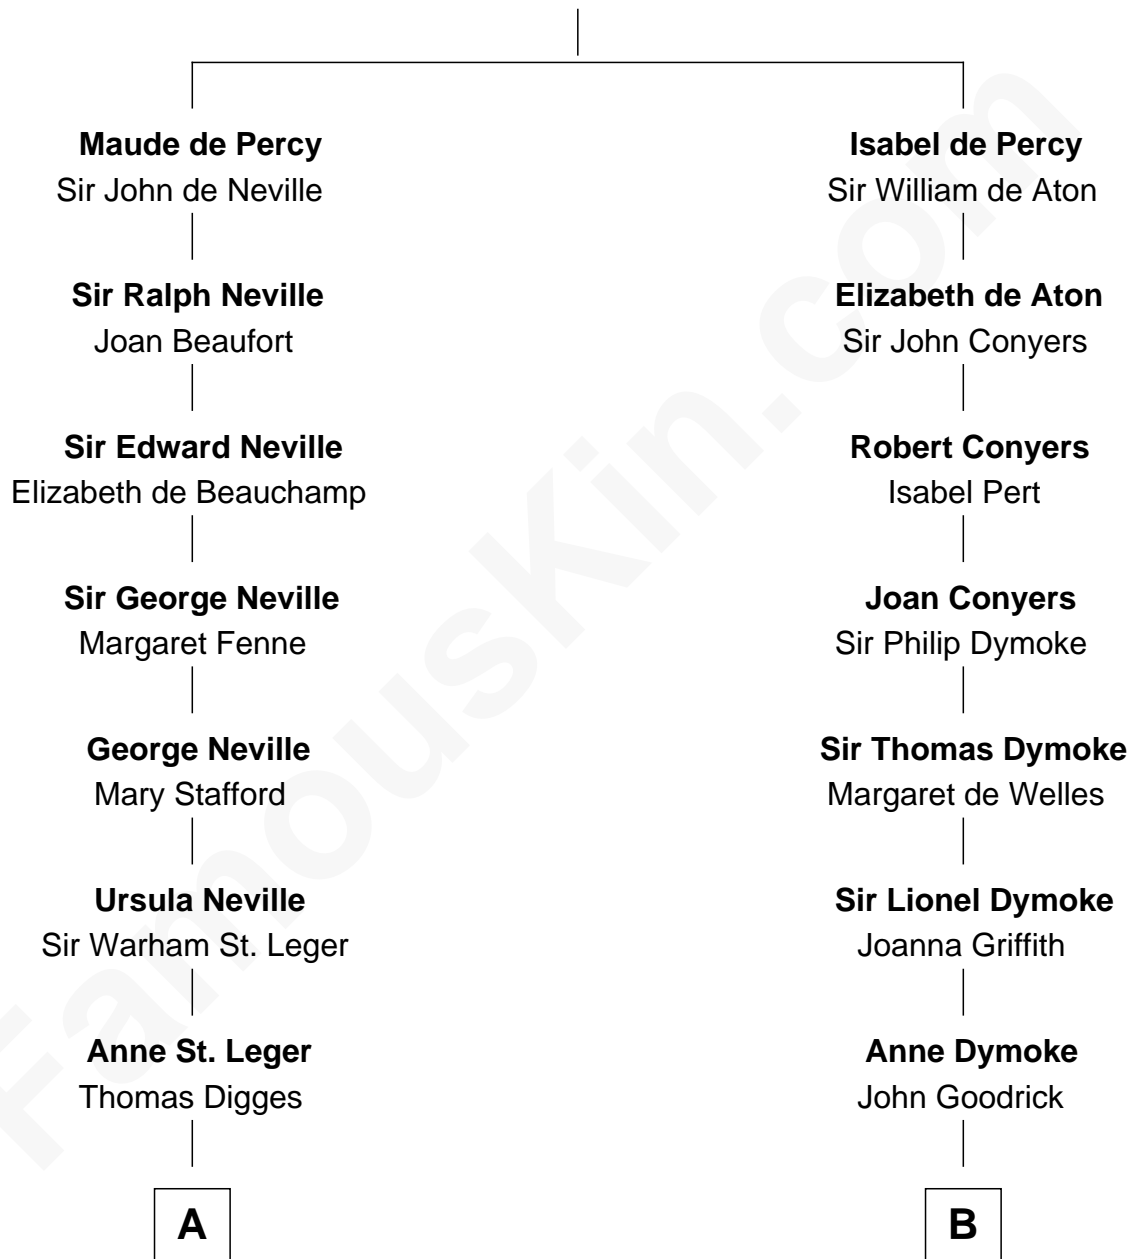 Maude de Percy
Sir John de Neville
Sir Ralph Neville
Joan Beaufort
Sir Edward Neville
Elizabeth de Beauchamp
Sir George Neville
Margaret Fenne
George Neville
Mary Stafford
Ursula Neville
Sir Warham St. Leger
Anne St. Leger
Thomas Digges
A
Isabel de Percy
Sir William de Aton
Elizabeth de Aton
Sir John Conyers
Robert Conyers
Isabel Pert
Joan Conyers
Sir Philip Dymoke
Sir Thomas Dymoke
Margaret de Welles
Sir Lionel Dymoke
Joanna Griffith
Anne Dymoke
John Goodrick
B
FamousKin.com